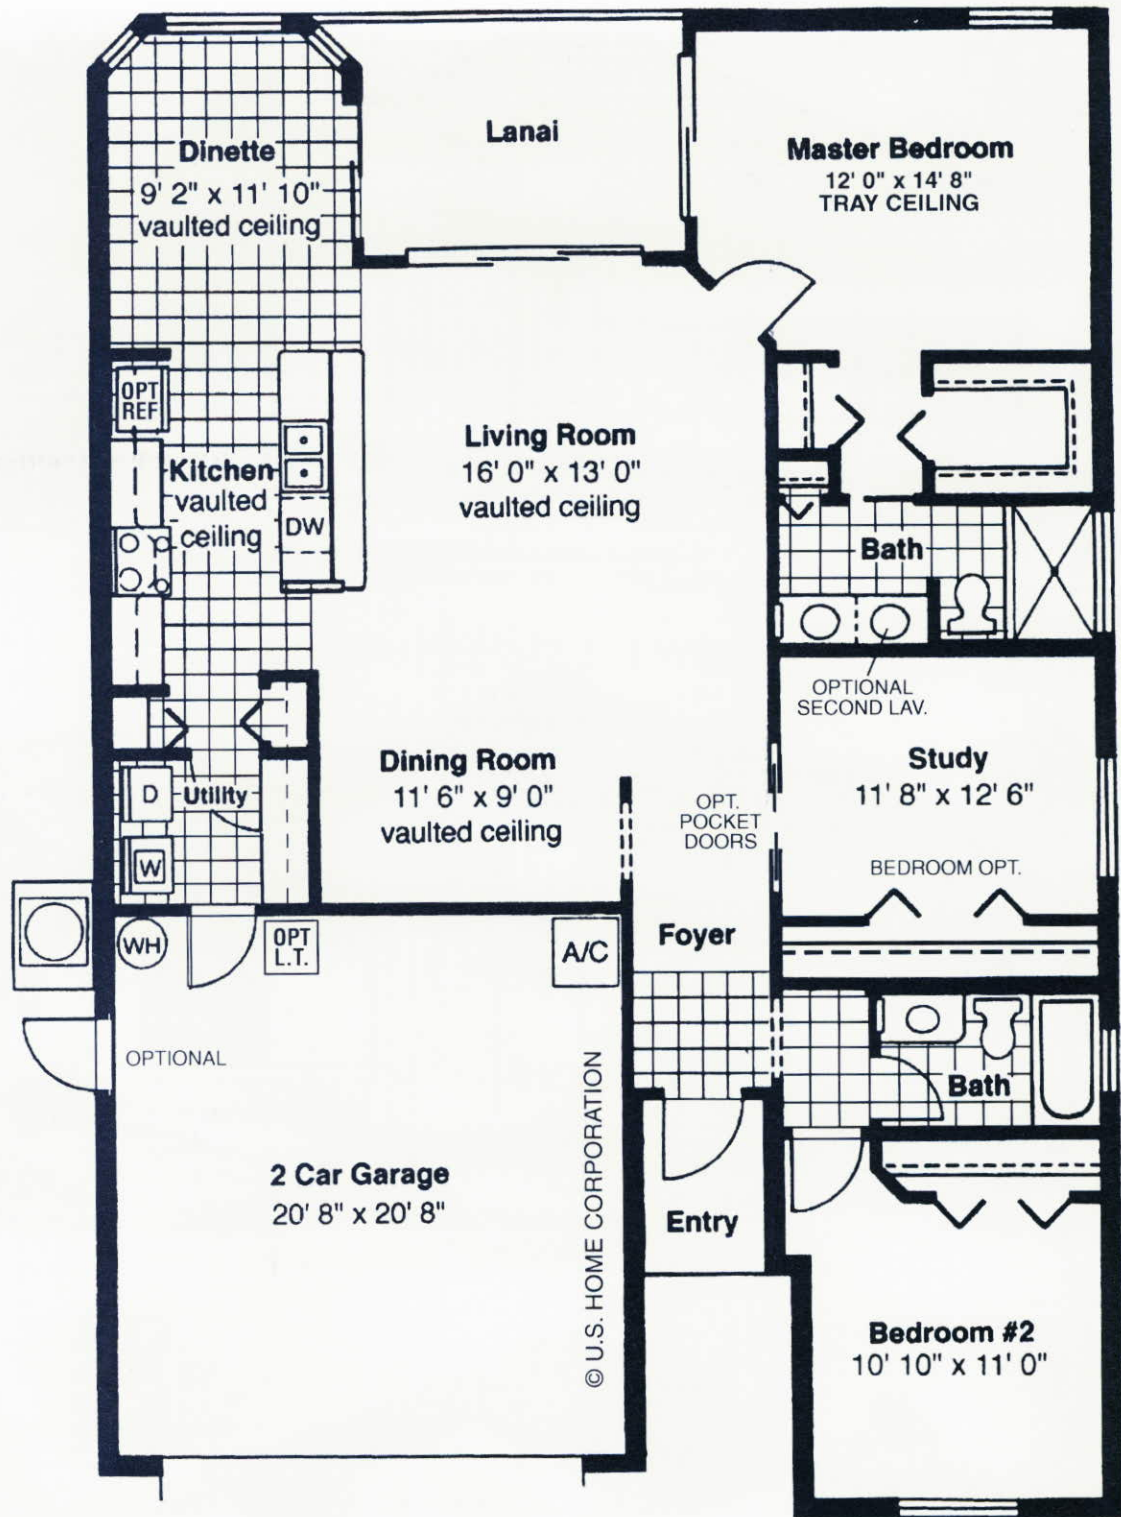 Lanai
Dinette
9' 2" x 11' 10"
vaulted ceiling
Master Bedroom
12' 0" x 14' 8"
TRAY CEILING
OPT
REF
Kitchen
vaulted
ceiling
DW
Living Room
16' 0" x 13' 0"
vaulted ceiling
Bath
OPTIONAL
SECOND LAV.
Dining Room
11' 6" x 9' 0"
vaulted ceiling
Study
11' 8" x 12' 6"
OPT.
POCKET
DOORS
BEDROOM OPT.
D
Utility
W
WH
OPT
L.T.
A/C
Foyer
OPTIONAL
Bath
2 Car Garage
20' 8" x 20' 8"
© U.S. HOME CORPORATION
Entry
Bedroom #2
10' 10" x 11' 0"